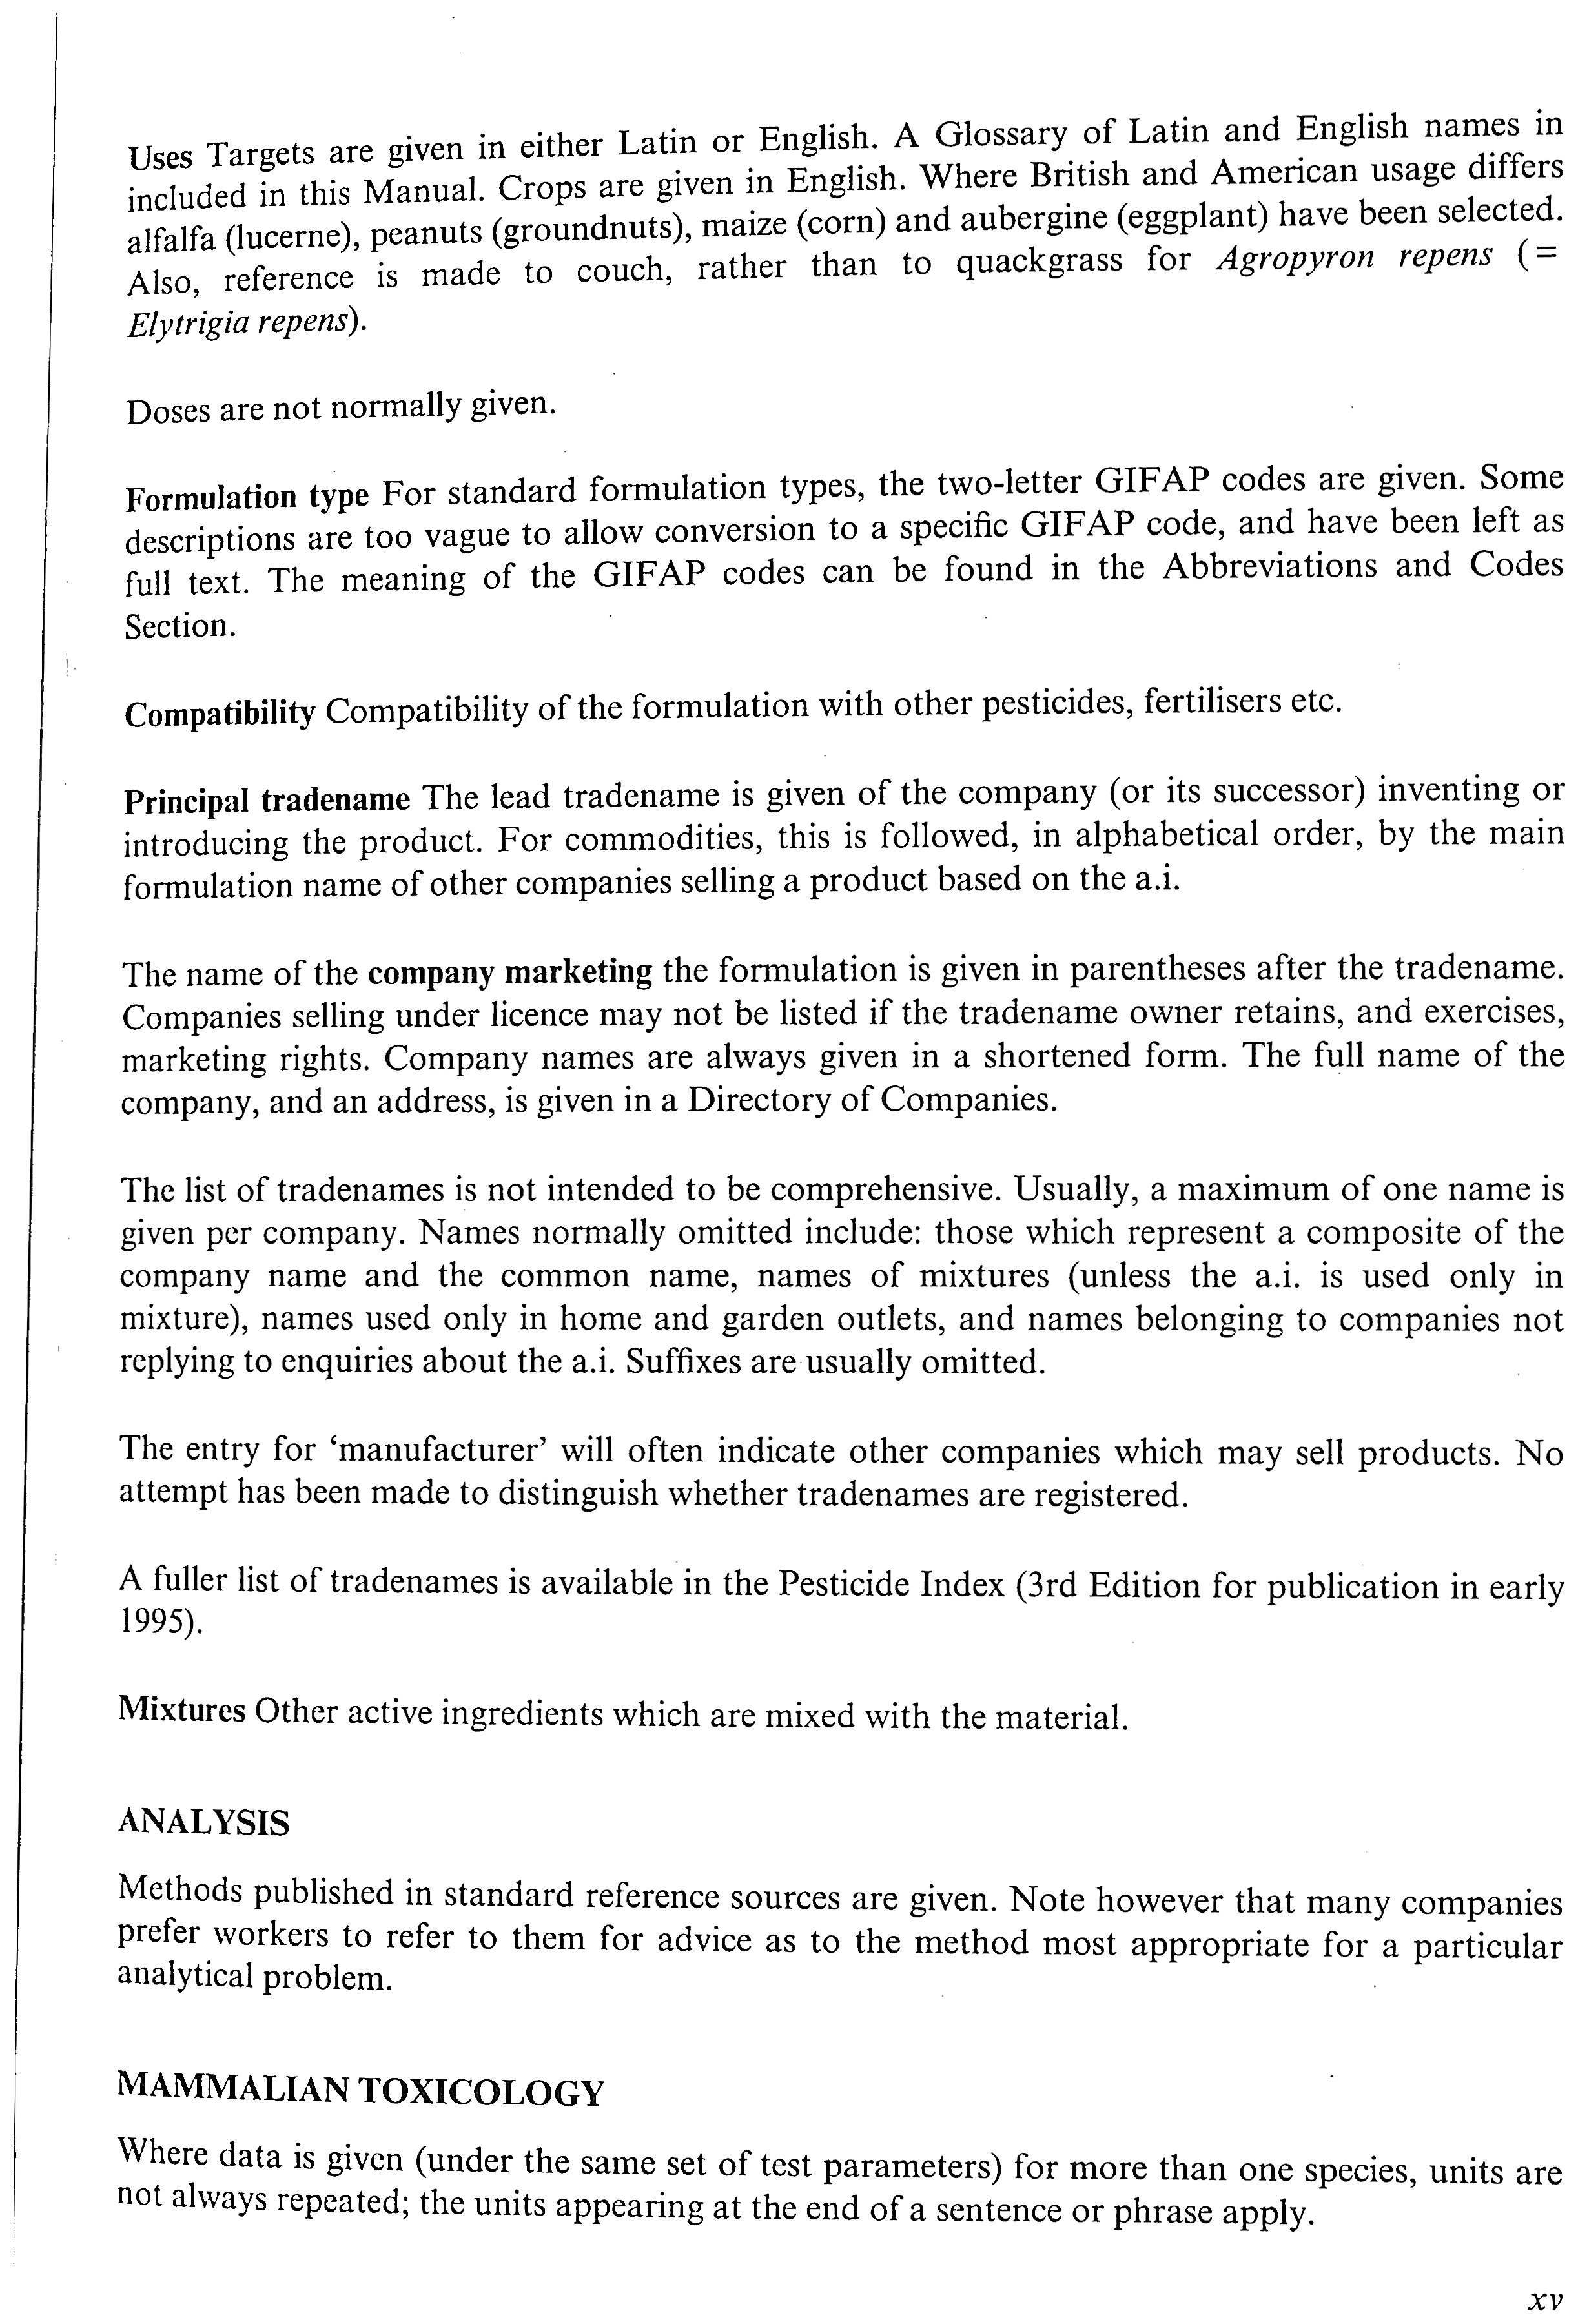 Uses Targets are given in either Latin or English. A Glossary of Latin and English names in
included in this Manual. Crops are given in English. Where British and American usage differs
alfalfa (lucerne), peanuts (groundnuts), maize (corn) and aubergine (eggplant) have been selected.
Also, reference is made to couch, rather than to quackgrass for Agropyron repens (=
Elytrigia repens).
Doses are not normally given.
Formulation type For standard formulation types, the two-letter GIFAP codes are given. Some
descriptions are too vague to allow conversion to a specific GIFAP code, and have been left as
full text. The meaning of the GIFAP codes can be found in the Abbreviations and Codes
Section.
Compatibility Compatibility of the formulation with other pesticides, fertilisers etc.
Principal tradename The lead tradename is given of the company (or its successor) inventing or
introducing the product. For commodities, this is followed, in alphabetical order, by the main
formulation name of other companies selling a product based on the a.i.
The name of the company marketing the formulation is given in parentheses after the tradename.
Companies selling under licence may not be listed if the tradename owner retains, and exercises,
marketing rights. Company names are always given in a shortened form. The full name of the
company, and an address, is given in a Directory of Companies.
The list of tradenames is not intended to be comprehensive. Usually, a maximum of one name is
given per company. Names normally omitted include: those which represent a composite of the
company name and the common name, names of mixtures (unless the a.i. is used only in
mixture), names used only in home and garden outlets, and names belonging to companies not
replying to enquiries about the a.i. Suffixes are usually omitted.
The entry for ‘manufacturer’ will often indicate other companies which may sell products. No
attempt has been made to distinguish whether tradenames are registered.
A fuller list of tradenames is available in the Pesticide Index (3rd Edition for publication in early
1995).
Mixtures Other active ingredients which are mixed with the material.
ANALYSIS
Methods published in standard reference sources are given. Note however that many companies
prefer workers to refer to them for advice as to the method most appropriate for a particular
analytical problem.
MAMMALIAN TOXICOLOGY
Where data is given (under the same set of test parameters) for more than one species, units are
not always repeated; the units appearing at the end of a sentence or phrase apply.
xv